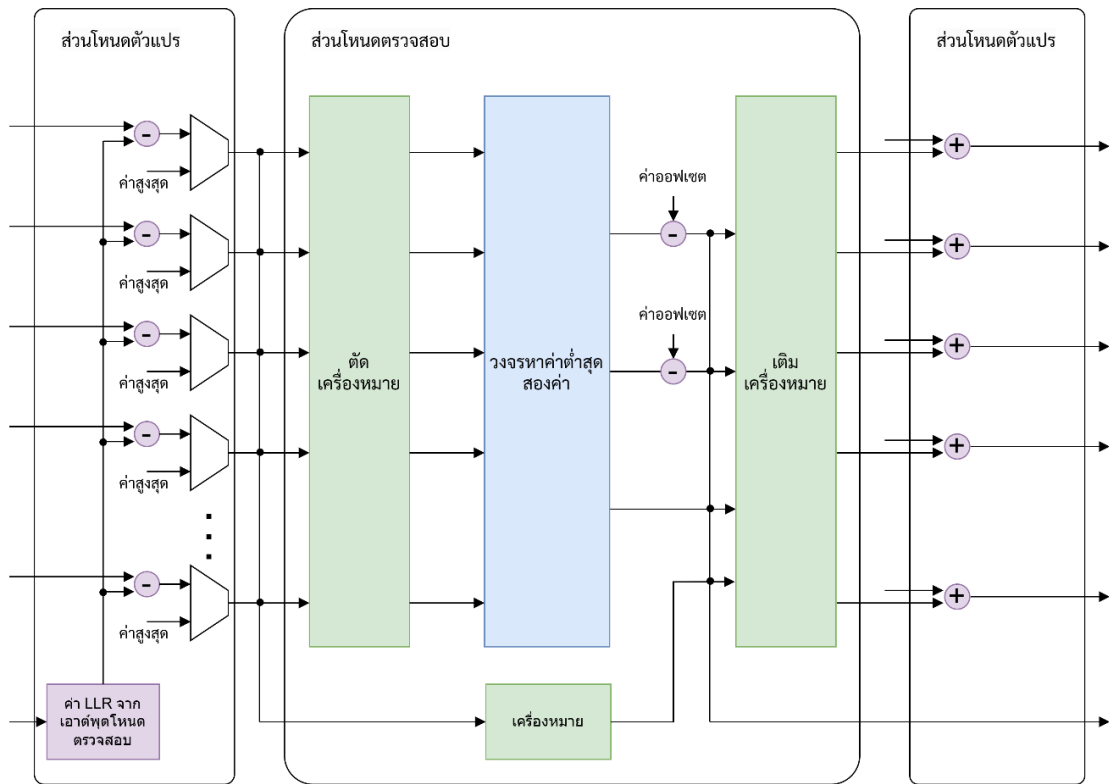 ส่วนโหนดตัวแปร
ส่วนโหนดตรวจสอบ
ส่วนโหนดตัวแปร
-
ค่าสูงสุด
+
ค่าออฟเซต
-
ค่าสูงสุด
-
+
-
ค่าสูงสุด
ค่าออฟเซต
+
ตัด
เครื่องหมาย
วงจรหาค่าต่ำสุด
สองค่า
-
เติม
เครื่องหมาย
-
ค่าสูงสุด
+
-
ค่าสูงสุด
+
ค่า LLR จาก
เอาต์พุตโหนด
ตรวจสอบ
เครื่องหมาย